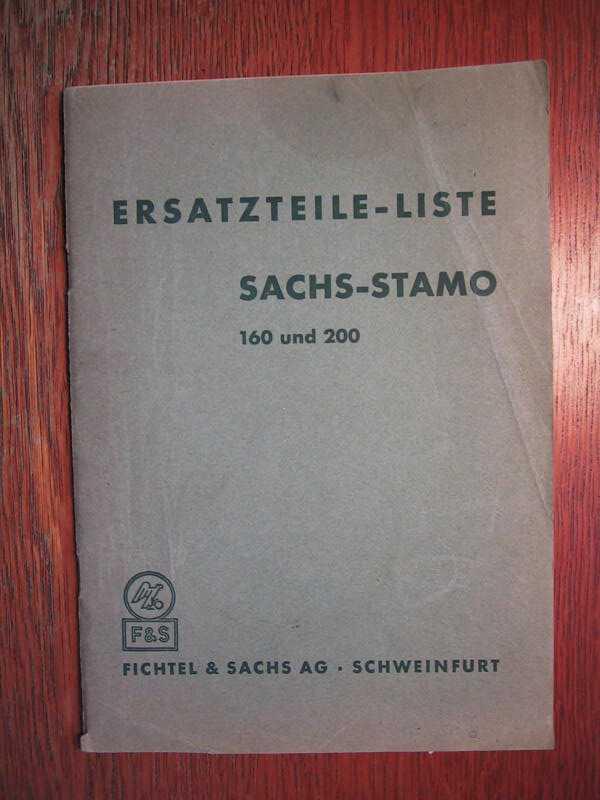 ERSATZTEILE-LISTE
SACHS-STAMO
160 und 200
F&S
FICHTEL & SACHS AG · SCHWEINFURT